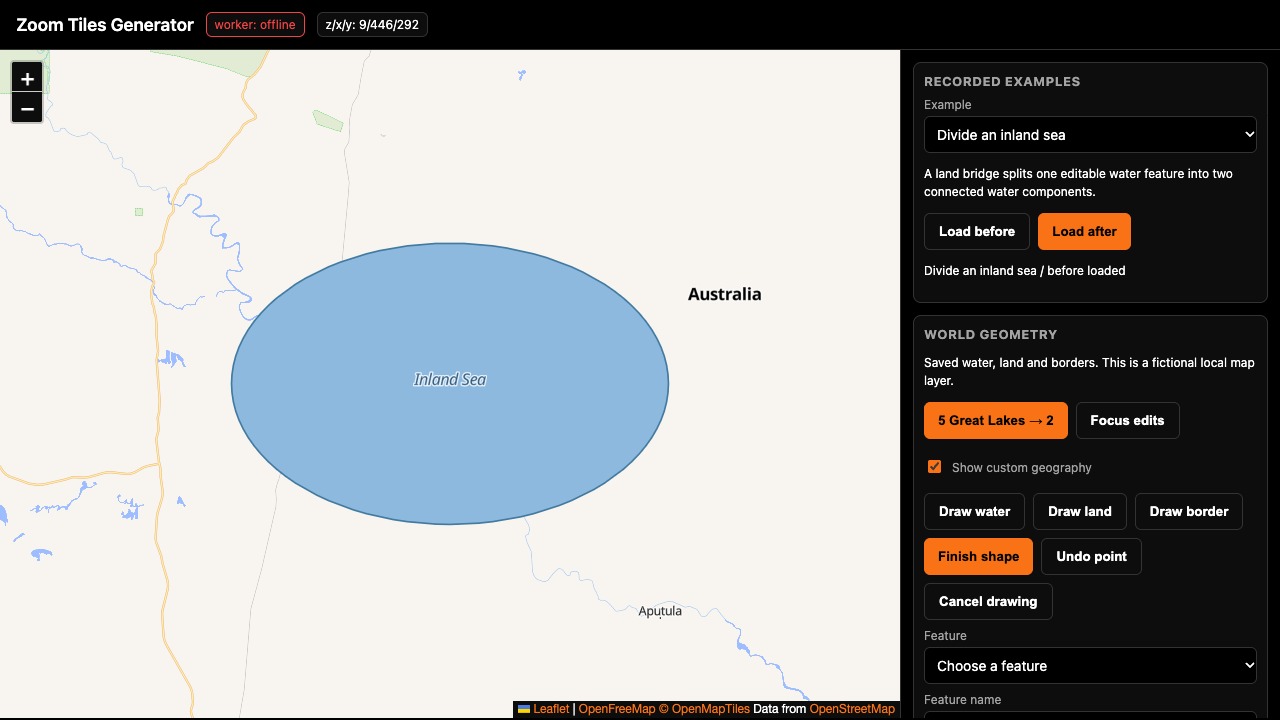 Zoom Tiles Generator
worker: offline
z/x/y: 9/446/292
+
−
Australia
Inland Sea
Aputula
Leaflet | OpenFreeMap © OpenMapTiles Data from OpenStreetMap
RECORDED EXAMPLES
Example
Divide an inland sea
A land bridge splits one editable water feature into two
connected water components.
Load before
Load after
Divide an inland sea / before loaded
WORLD GEOMETRY
Saved water, land and borders. This is a fictional local map
layer.
5 Great Lakes → 2
Focus edits
Show custom geography
Draw water
Draw land
Draw border
Finish shape
Undo point
Cancel drawing
Feature
Choose a feature
Feature name